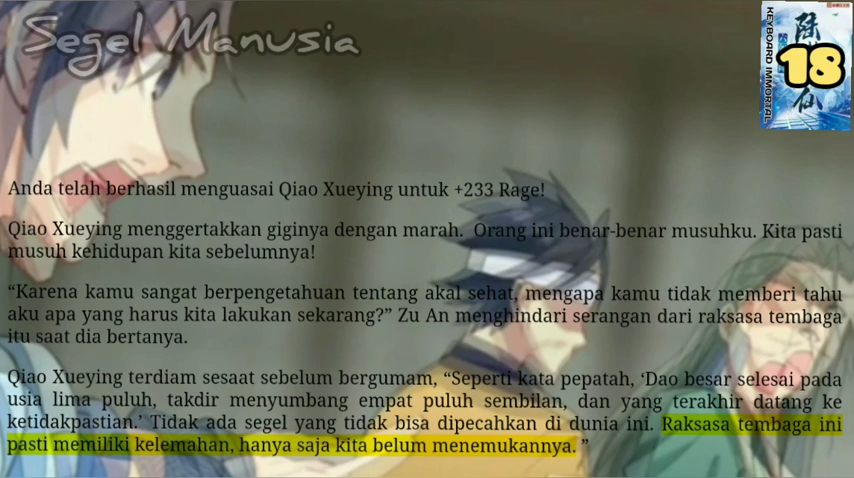 Segel Manusia
KEYBOARD IMMORTAL
陆
仙
18
Anda telah berhasil menguasai Qiao Xueying untuk +233 Rage!
Qiao Xueying menggertakkan giginya dengan marah. Orang ini benar-benar musuhku. Kita pasti
musuh kehidupan kita sebelumnya!
“Karena kamu sangat berpengetahuan tentang akal sehat, mengapa kamu tidak memberi tahu
aku apa yang harus kita lakukan sekarang?” Zu An menghindari serangan dari raksasa tembaga
itu saat dia bertanya.
Qiao Xueying terdiam sesaat sebelum bergumam, “Seperti kata pepatah, ‘Dao besar selesai pada
usia lima puluh, takdir menyumbang empat puluh sembilan, dan yang terakhir datang ke
ketidakpastian.’ Tidak ada segel yang tidak bisa dipecahkan di dunia ini. Raksasa tembaga ini
pasti memiliki kelemahan, hanya saja kita belum menemukannya. ”